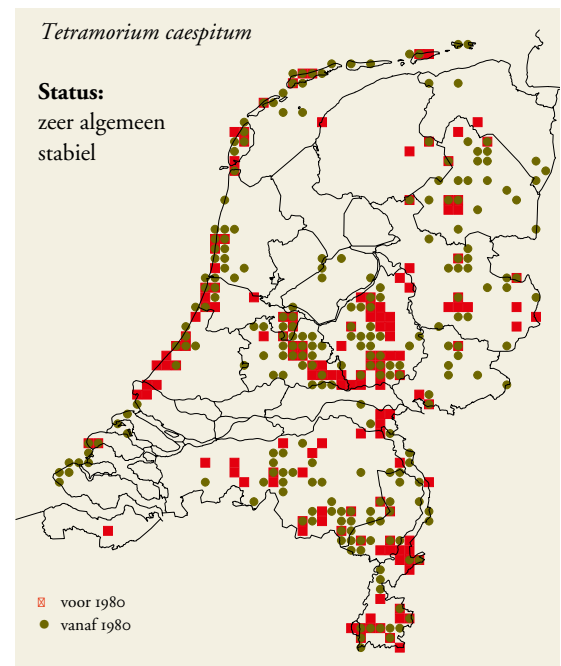 Tetramorium caespitum
Status:
zeer algemeen
stabiel
voor 1980
vanaf 1980